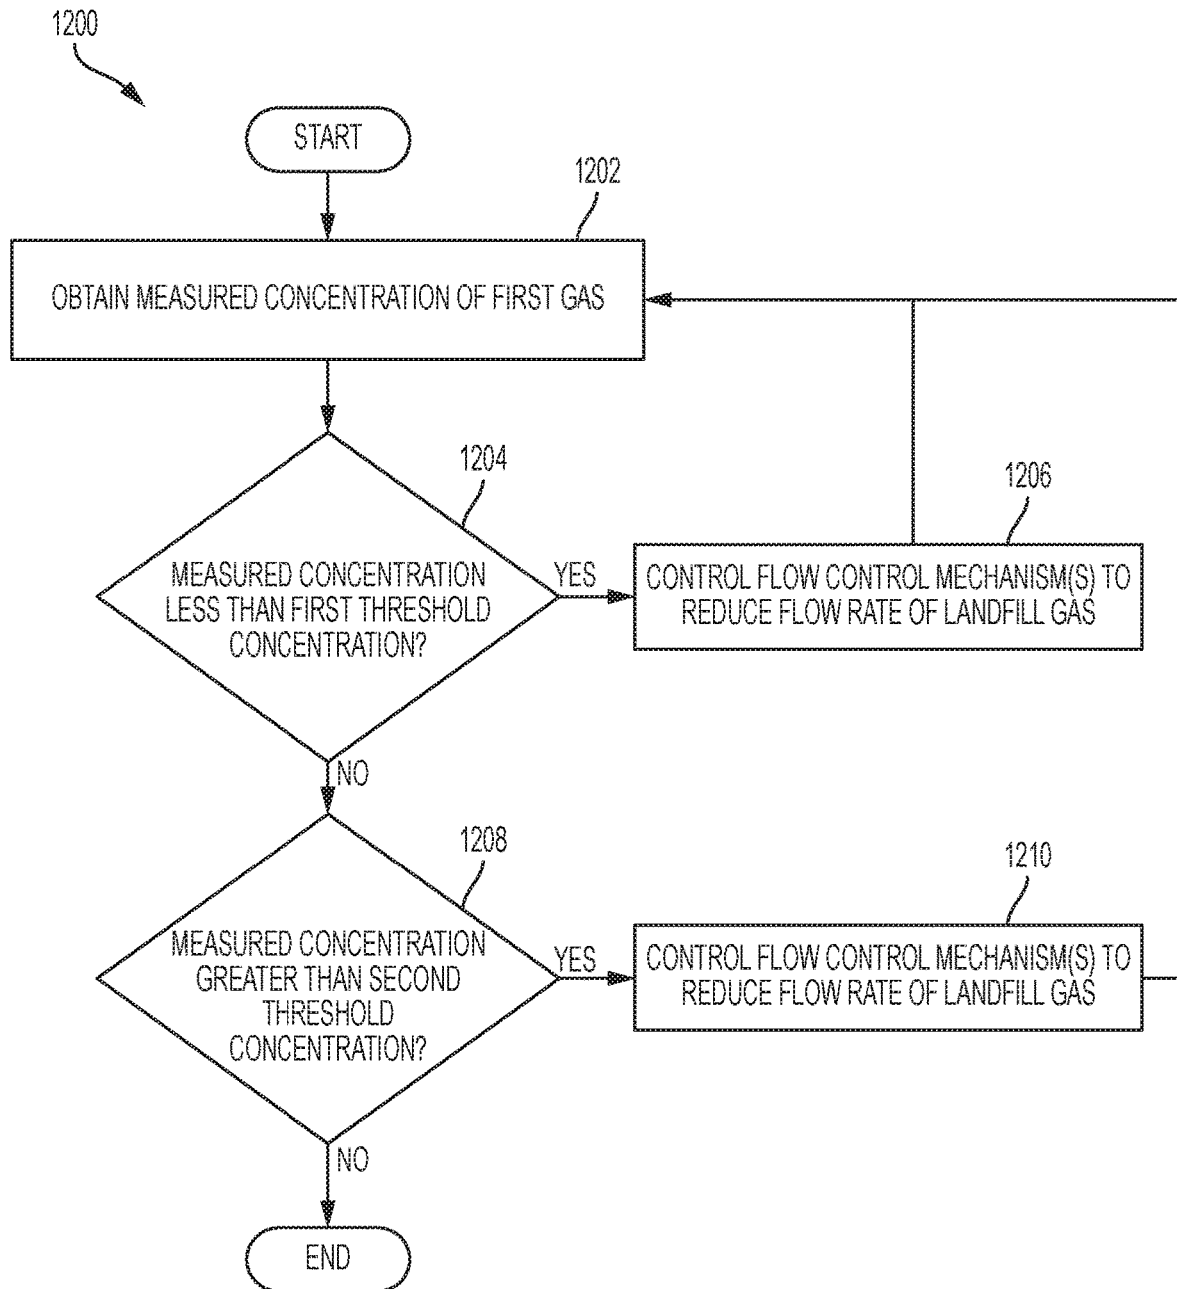 1200
START
1202
OBTAIN MEASURED CONCENTRATION OF FIRST GAS
1204
MEASURED CONCENTRATION
LESS THAN FIRST THRESHOLD
CONCENTRATION?
YES
1206
CONTROL FLOW CONTROL MECHANISM(S) TO
REDUCE FLOW RATE OF LANDFILL GAS
NO
1208
MEASURED CONCENTRATION
GREATER THAN SECOND
THRESHOLD
CONCENTRATION?
YES
1210
CONTROL FLOW CONTROL MECHANISM(S) TO
REDUCE FLOW RATE OF LANDFILL GAS
NO
END